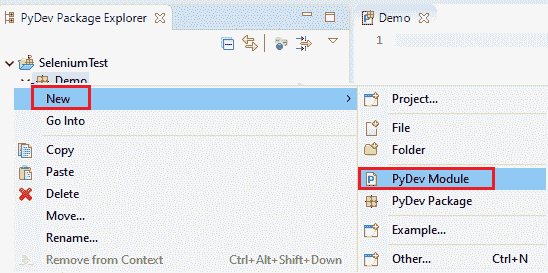 PyDev Package Explorer
Demo
1
SeleniumTest
Demo
New
Project...
Go Into
File
Folder
Copy
Paste
PyDev Module
Delete
PyDev Package
Move...
Example...
Rename...
Remove from Context Ctrl+Alt+Shift+Down
Other... Ctrl+N